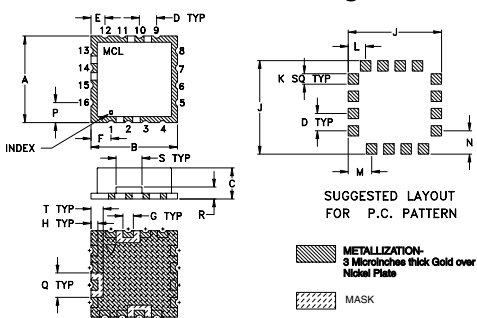 E
D TYP
12 11 10 9
13
MCL
8
14
7
A
15
6
P
16
5
F
1 2 3 4
INDEX
B
S TYP
C
R
T TYP
G TYP
H TYP
Q TYP
J
L
K SQ TYP
J
D TYP
N
M
SUGGESTED LAYOUT
FOR P.C. PATTERN
METALLIZATION-
3 Microinches thick Gold over
Nickel Plate
MASK